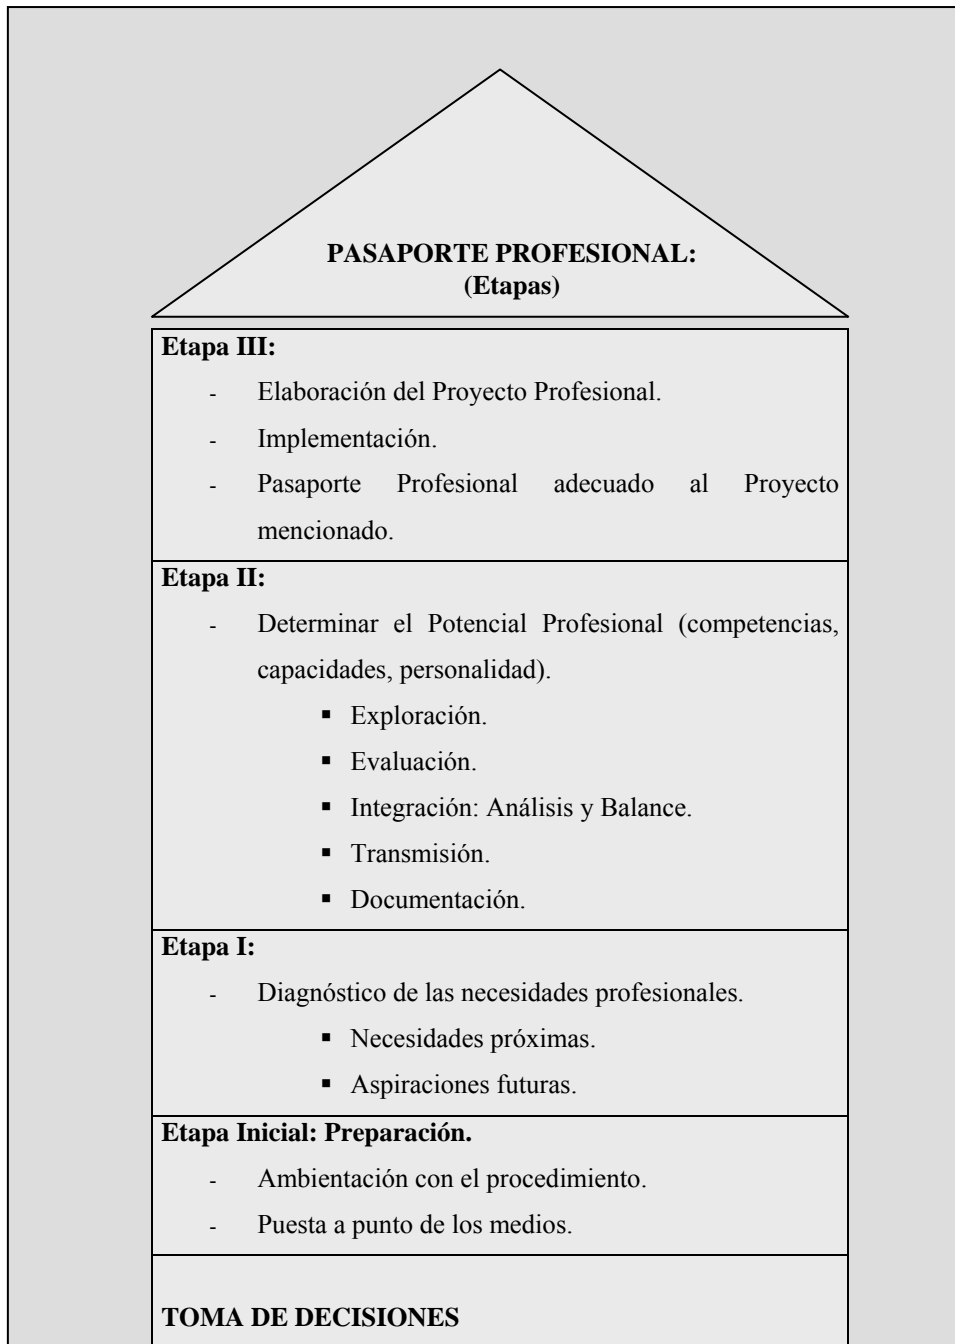 PASAPORTE PROFESIONAL:
(Etapas)
Etapa III:
- Elaboración del Proyecto Profesional.
- Implementación.
- Pasaporte Profesional adecuado al Proyecto
mencionado.
Etapa II:
- Determinar el Potencial Profesional (competencias,
capacidades, personalidad).
▪ Exploración.
▪ Evaluación.
▪ Integración: Análisis y Balance.
▪ Transmisión.
▪ Documentación.
Etapa I:
- Diagnóstico de las necesidades profesionales.
▪ Necesidades próximas.
▪ Aspiraciones futuras.
Etapa Inicial: Preparación.
- Ambientación con el procedimiento.
- Puesta a punto de los medios.
TOMA DE DECISIONES